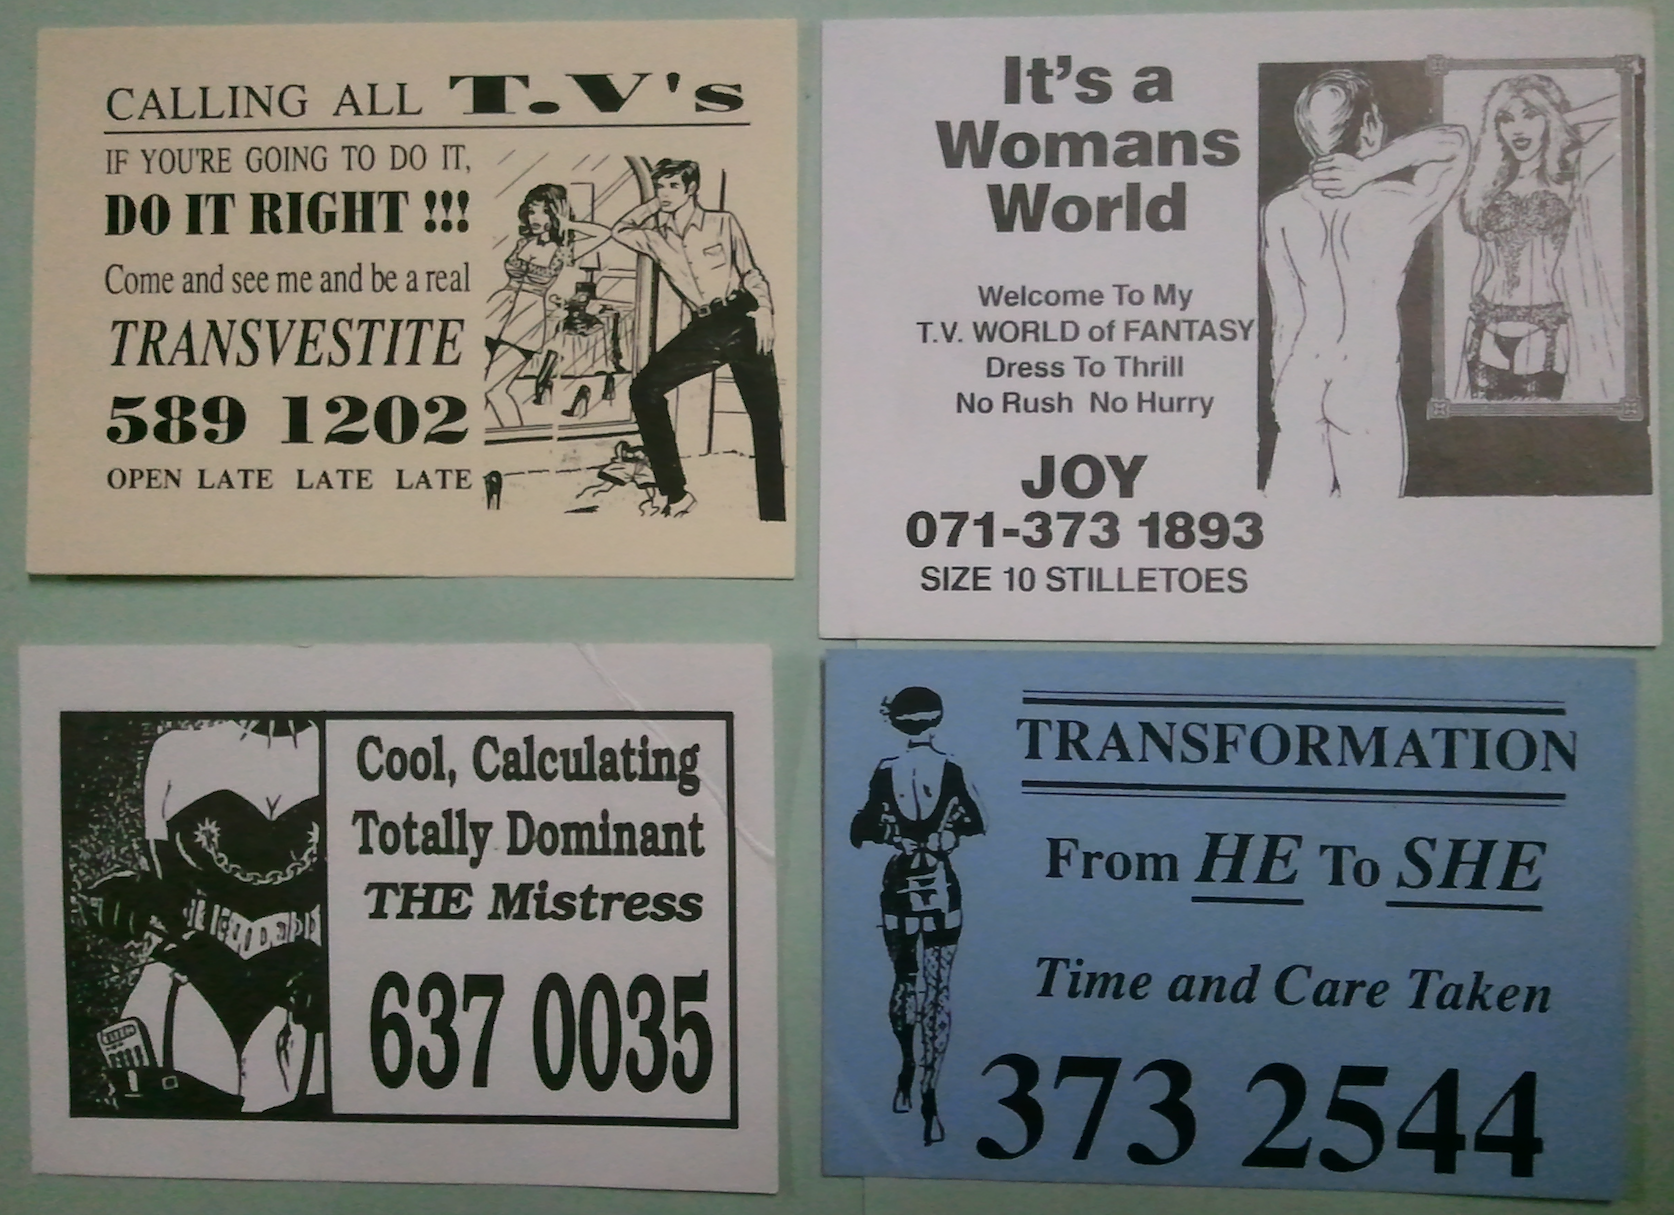 CALLING ALL T.V's
IF YOU'RE GOING TO DO IT,
DO IT RIGHT !!!
Come and see me and be a real
TRANSVESTITE
589 1202
OPEN LATE LATE LATE
It's a
Womans
World
Welcome To My
T.V. WORLD of FANTASY
Dress To Thrill
No Rush No Hurry
JOY
071-373 1893
SIZE 10 STILLETOES
Cool, Calculating
Totally Dominant
THE Mistress
637 0035
TRANSFORMATION
From HE To SHE
Time and Care Taken
373 2544